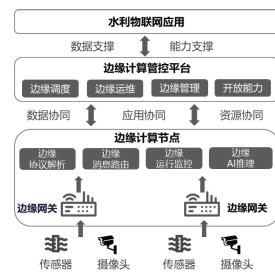 水利物联网应用
数据支撑 能力支撑
边缘计算管控平台
边缘调度 边缘运维 边缘管理 开放能力
数据协同 应用协同 资源协同
边缘计算节点
边缘 边缘 边缘 边缘
协议解析 消息路由 运行监控 AI推理
边缘网关 边缘网关
传感器 摄像头 传感器 摄像头